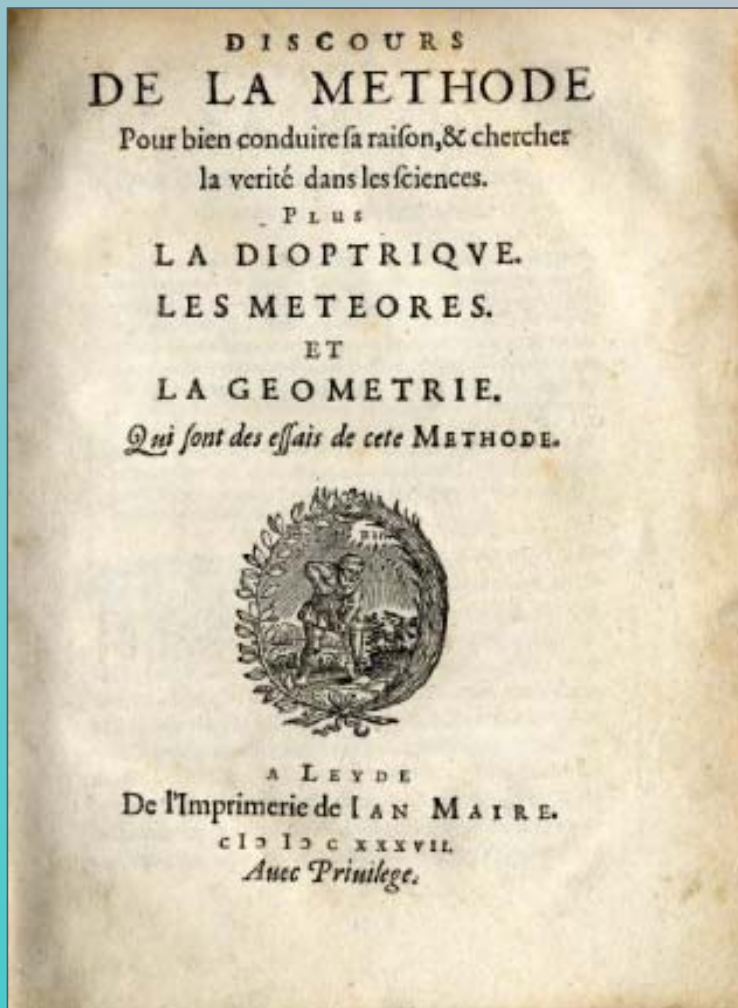 DISCOURS
DE LA METHODE
Pour bien conduire ſa raiſon,& chercher
la verité dans les ſciences.
PLus
LA DIOPTRIQVE.
LES METEORES.
ET
LA GEOMETRIE.
Qui ſont des eſſais de cete METHODE.
A LEYDE
De l'Imprimerie de IAN MAIRE.
cIↄ Iↄ c xxxvii.
Auec Priuilege.